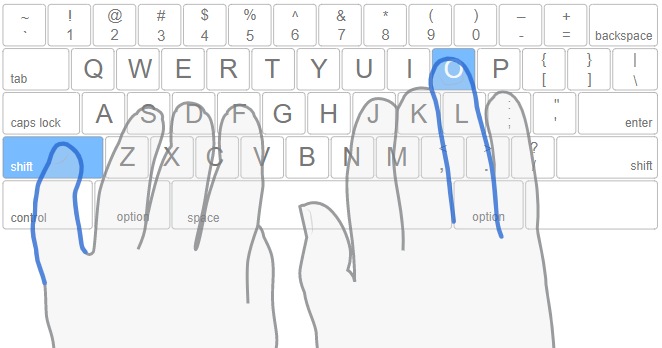 ~ ! @ # $ % ^ & * ( ) – +
` 1 2 3 4 5 6 7 8 9 0 - = backspace
tab Q W E R T Y U I O P { [ } ] | \
caps lock A S D F G H J K L : ; " ' enter
shift Z X C V B N M < , > . ? / shift
control option space option